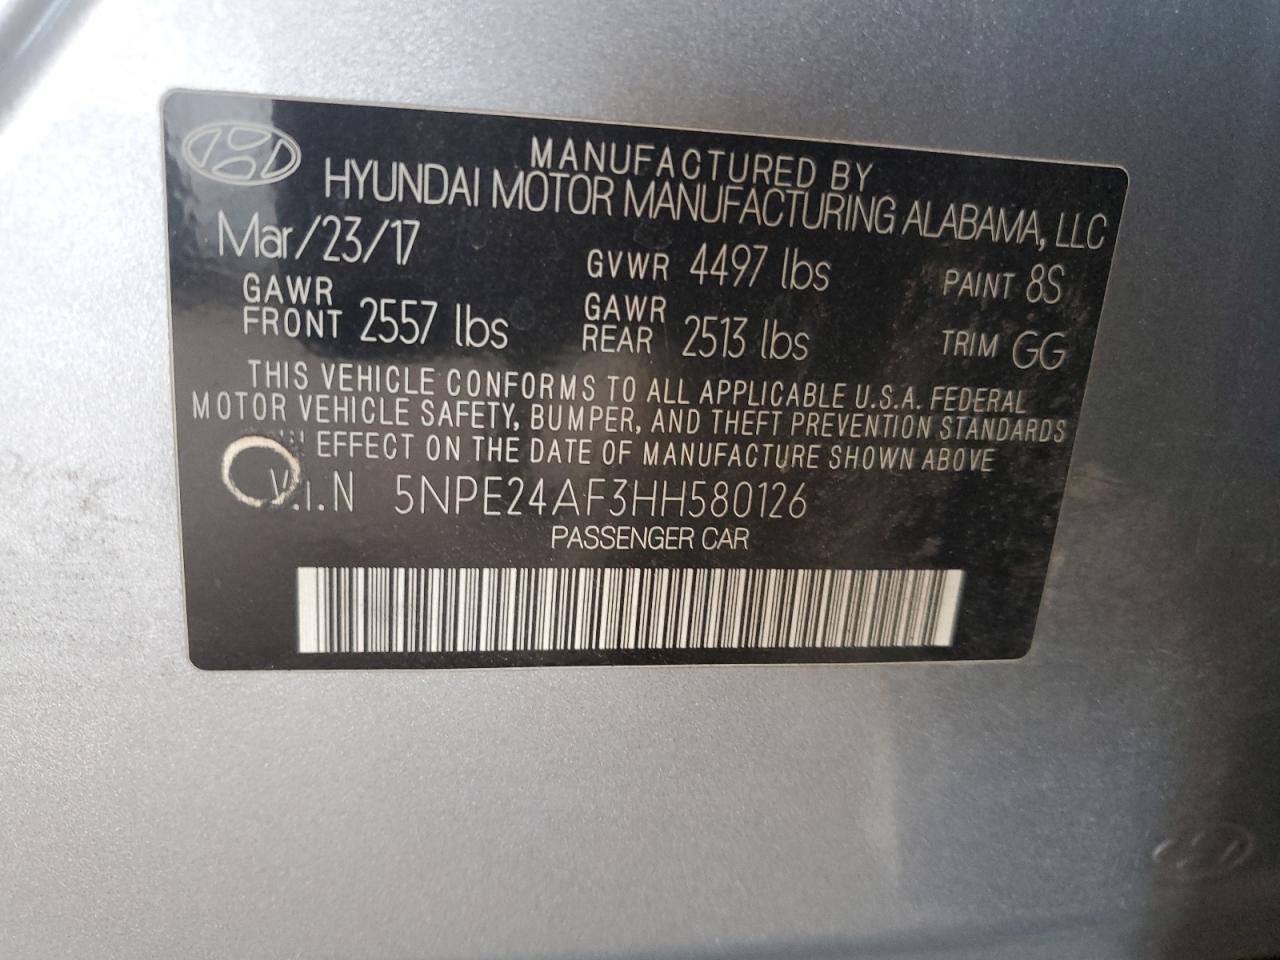 MANUFACTURED BY
HYUNDAI MOTOR MANUFACTURING ALABAMA, LLC
Mar/23/17 GVWR 4497 lbs PAINT 8S
GAWR FRONT 2557 lbs GAWR REAR 2513 lbs TRIM GG
THIS VEHICLE CONFORMS TO ALL APPLICABLE U.S.A. FEDERAL
MOTOR VEHICLE SAFETY, BUMPER, AND THEFT PREVENTION STANDARDS
EFFECT ON THE DATE OF MANUFACTURE SHOWN ABOVE
V.I.N 5NPE24AF3HH580126
PASSENGER CAR